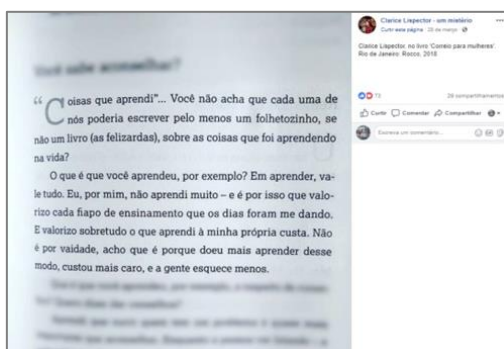 Você sabe aconselhar?
“Coisas que aprendi”... Você não acha que cada uma de
nós poderia escrever pelo menos um folhetozinho, se
não um livro (as felizardas), sobre as coisas que foi aprendendo
na vida?
O que é que você aprendeu, por exemplo? Em aprender, va-
le tudo. Eu, por mim, não aprendi muito – e é por isso que valo-
rizo cada fiapo de ensinamento que os dias foram me dando.
E valorizo sobretudo o que aprendi à minha própria custa. Não
é por vaidade, acho que é porque doeu mais aprender desse
modo, custou mais caro, e a gente esquece menos.
Clarice Lispector - um mistério
Curtir esta página · 28 de março ·
Clarice Lispector, no livro 'Correio para mulheres'.
Rio de Janeiro: Rocco, 2018
73
28 compartilhamentos
Curtir Comentar Compartilhar
Escreva um comentário...